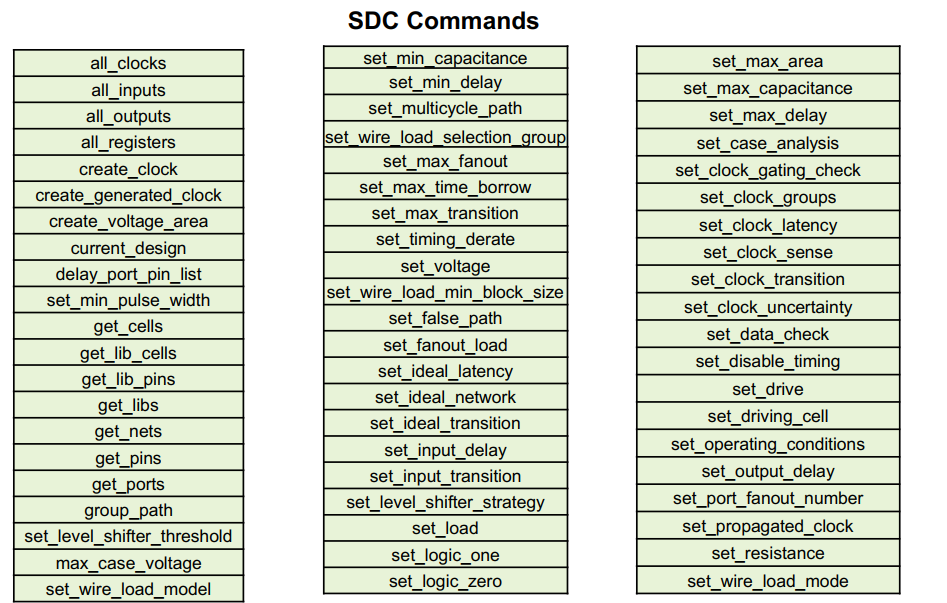 SDC Commands
all_clocks
all_inputs
all_outputs
all_registers
create_clock
create_generated_clock
create_voltage_area
current_design
delay_port_pin_list
set_min_pulse_width
get_cells
get_lib_cells
get_lib_pins
get_libs
get_nets
get_pins
get_ports
group_path
set_level_shifter_threshold
max_case_voltage
set_wire_load_model
set_min_capacitance
set_min_delay
set_multicycle_path
set_wire_load_selection_group
set_max_fanout
set_max_time_borrow
set_max_transition
set_timing_derate
set_voltage
set_wire_load_min_block_size
set_false_path
set_fanout_load
set_ideal_latency
set_ideal_network
set_ideal_transition
set_input_delay
set_input_transition
set_level_shifter_strategy
set_load
set_logic_one
set_logic_zero
set_max_area
set_max_capacitance
set_max_delay
set_case_analysis
set_clock_gating_check
set_clock_groups
set_clock_latency
set_clock_sense
set_clock_transition
set_clock_uncertainty
set_data_check
set_disable_timing
set_drive
set_driving_cell
set_operating_conditions
set_output_delay
set_port_fanout_number
set_propagated_clock
set_resistance
set_wire_load_mode